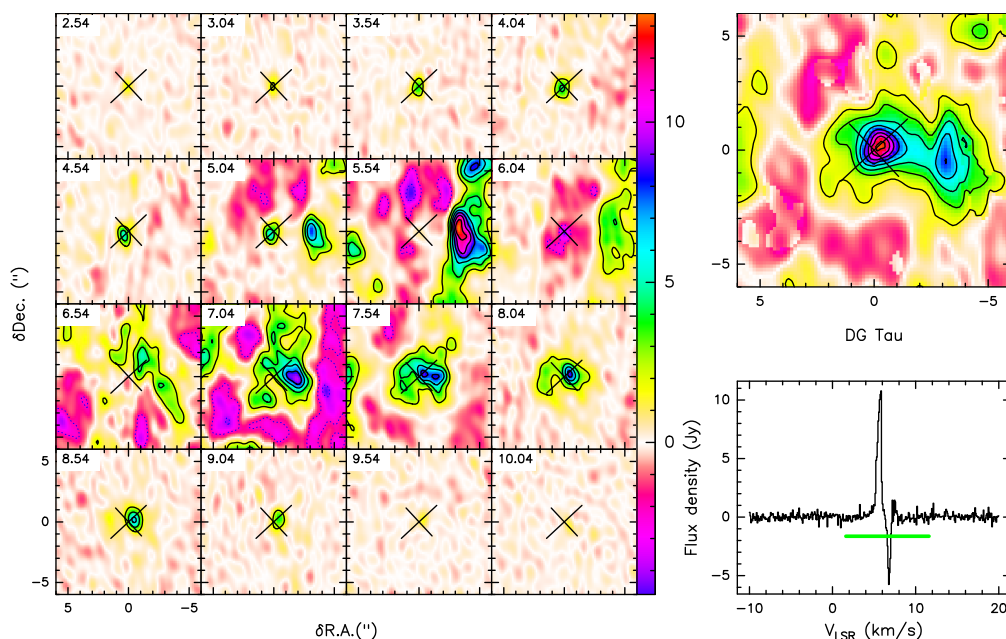 2.54 3.04 3.54 4.04
4.54 5.04 5.54 6.04
6.54 7.04 7.54 8.04
8.54 9.04 9.54 10.04
δDec. (")
5
0
−5
5 0 −5
δR.A.(")
10
5
0
5
0
−5
5 0 −5
DG Tau
Flux density (Jy)
10
5
0
−5
−10 0 10 20
V LSR (km/s)